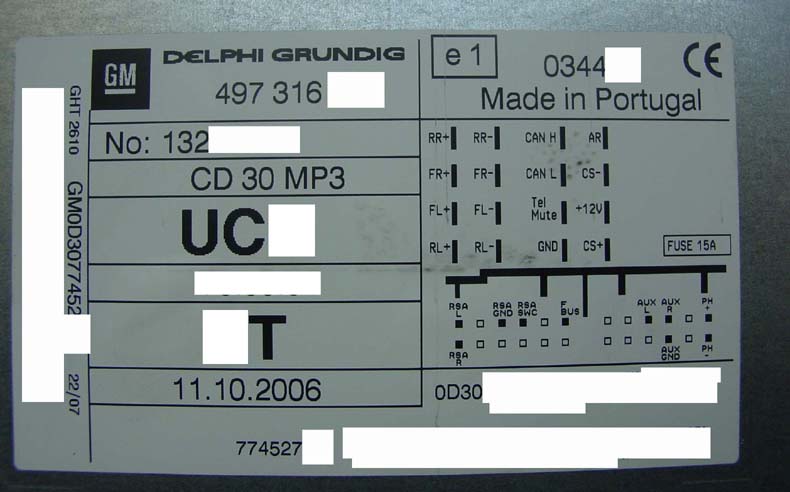 GM
DELPHI GRUNDIG
497 316
No: 132
CD 30 MP3
UC
T
11.10.2006
774527
GHT 2610
GM0D3077452
22/07
e 1
0344
CE
Made in Portugal
RR+ RR- CAN H AR
FR+ FR- CAN L CS-
FL+ FL- Tel Mute +12V
RL+ RL- GND CS+
FUSE 15A
RSA L RSA GND RSA SWC F BUS AUX L AUX R PH +
RSA R AUX GND PH -
0D30